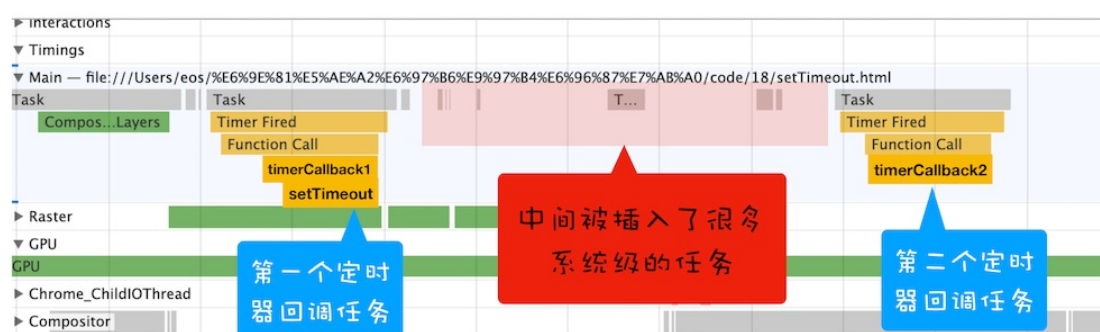 Interactions
Timings
Main — file:///Users/eos/%E6%9E%81%E5%AE%A2%E6%97%B6%E9%97%B4%E6%96%87%E7%AB%A0/code/18/setTimeout.html
Task
Task
T...
Task
Compos...Layers
Timer Fired
Timer Fired
Function Call
Function Call
timerCallback1
timerCallback2
setTimeout
Raster
中间被插入了很多
系统级的任务
GPU
GPU
第一个定时
器回调任务
第二个定时
器回调任务
Chrome_ChildIOThread
Compositor